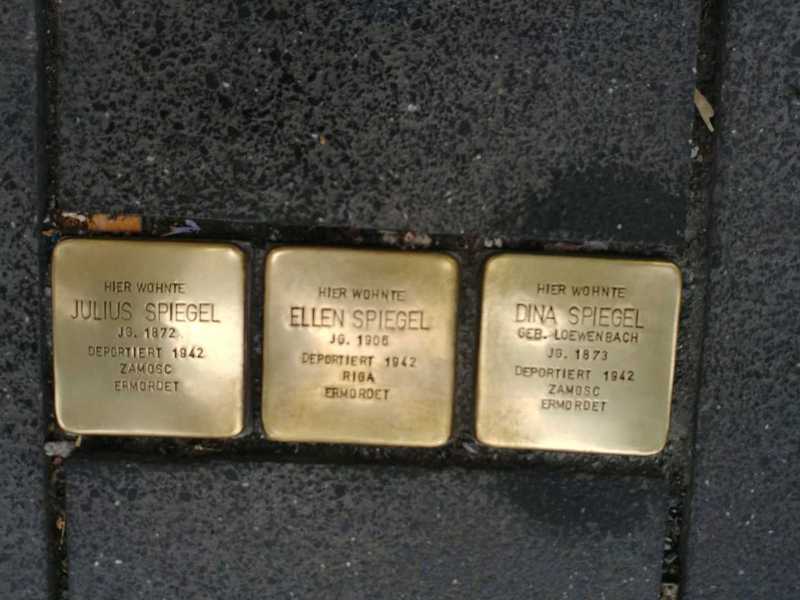 HIER WOHNTE
JULIUS SPIEGEL
JG. 1872
DEPORTIERT 1942
ZAMOSC
ERMORDET
HIER WOHNTE
ELLEN SPIEGEL
JG. 1906
DEPORTIERT 1942
RIGA
ERMORDET
HIER WOHNTE
DINA SPIEGEL
GEB. LOEWENBACH
JG. 1873
DEPORTIERT 1942
ZAMOSC
ERMORDET